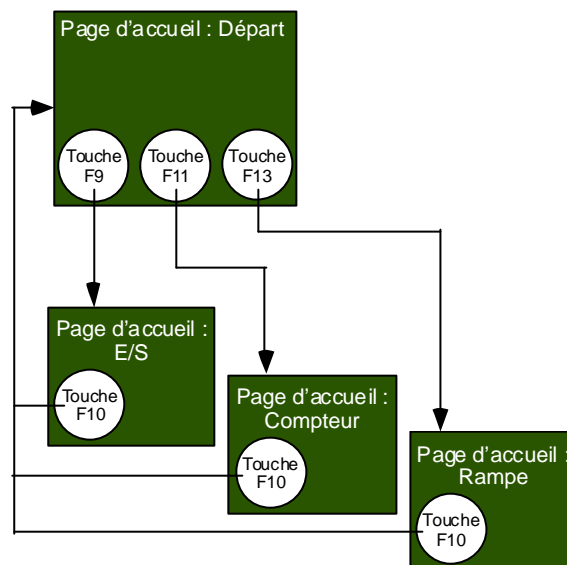 Page d'accueil : Départ
Touche
F9
Touche
F11
Touche
F13
Page d'accueil :
E/S
Touche
F10
Page d'accueil :
Compteur
Touche
F10
Page d'accueil :
Rampe
Touche
F10